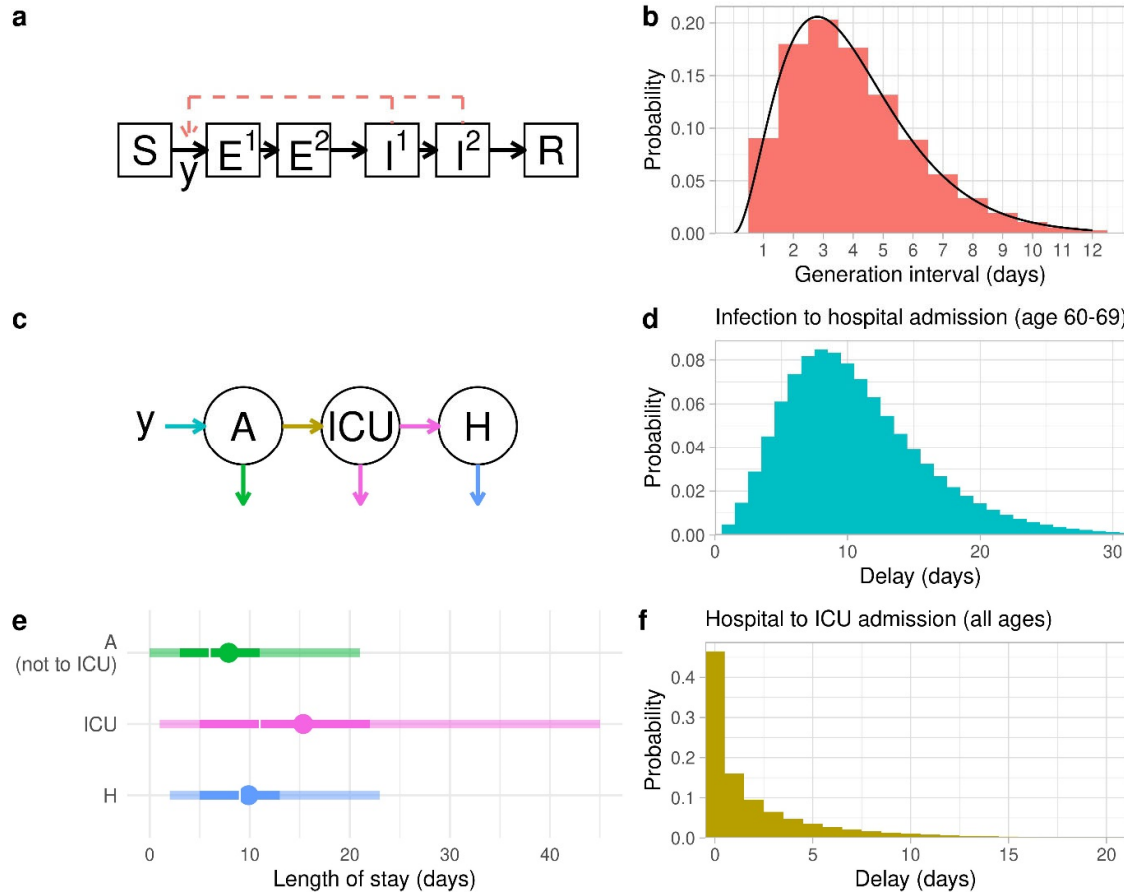 a
S E1 E2 I1 I2 R
y
b
Probability
0.20
0.15
0.10
0.05
0.00
1 2 3 4 5 6 7 8 9 10 11 12
Generation interval (days)
c
y A ICU H
d Infection to hospital admission (age 60-69)
Probability
0.08
0.06
0.04
0.02
0.00
0 10 20 30
Delay (days)
e
A
(not to ICU)
ICU
H
0 10 20 30 40
Length of stay (days)
f Hospital to ICU admission (all ages)
Probability
0.4
0.3
0.2
0.1
0.0
0 5 10 15 20
Delay (days)